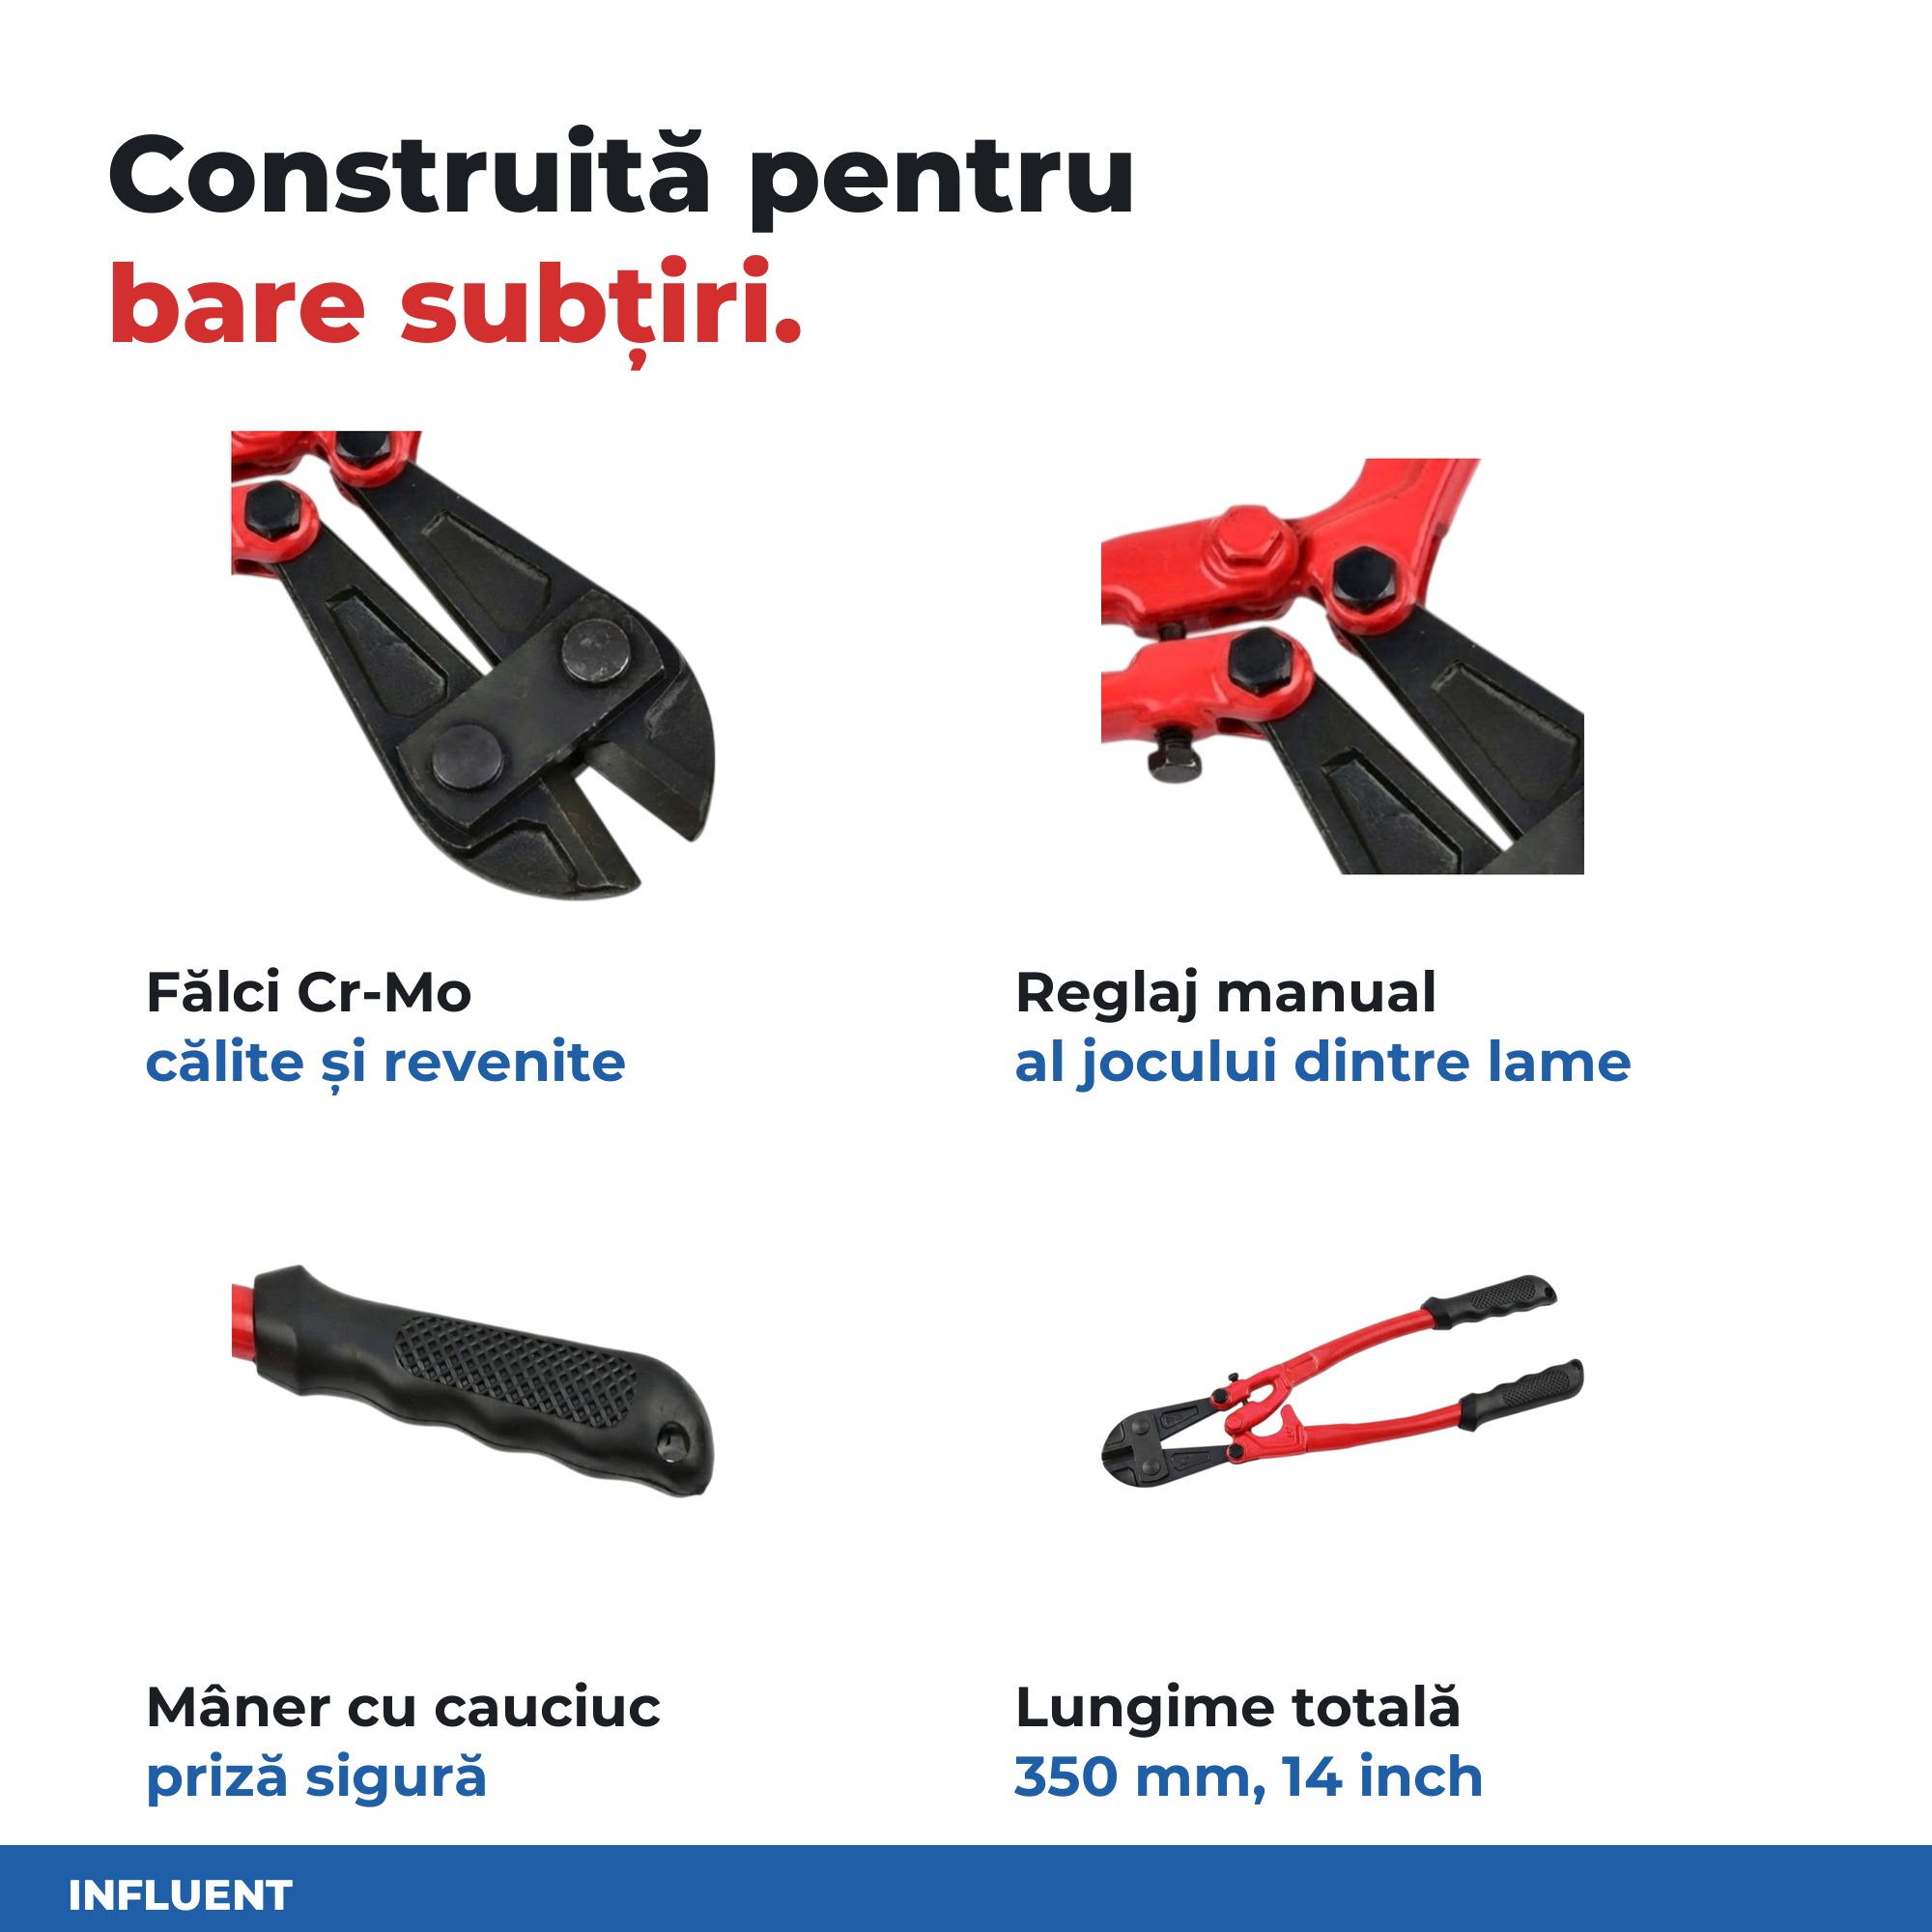 Construită pentru
bare subțiri.
Fălci Cr-Mo
călite și revenite
Reglaj manual
al jocului dintre lame
Mâner cu cauciuc
priză sigură
Lungime totală
350 mm, 14 inch
INFLUENT